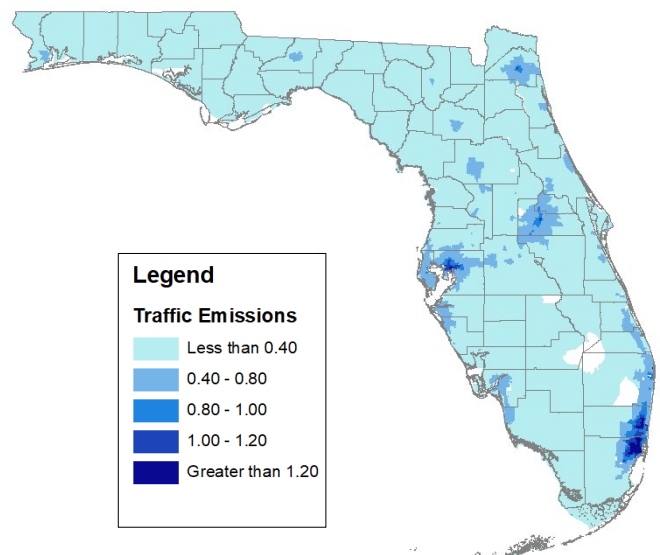 Legend
Traffic Emissions
Less than 0.40
0.40 - 0.80
0.80 - 1.00
1.00 - 1.20
Greater than 1.20